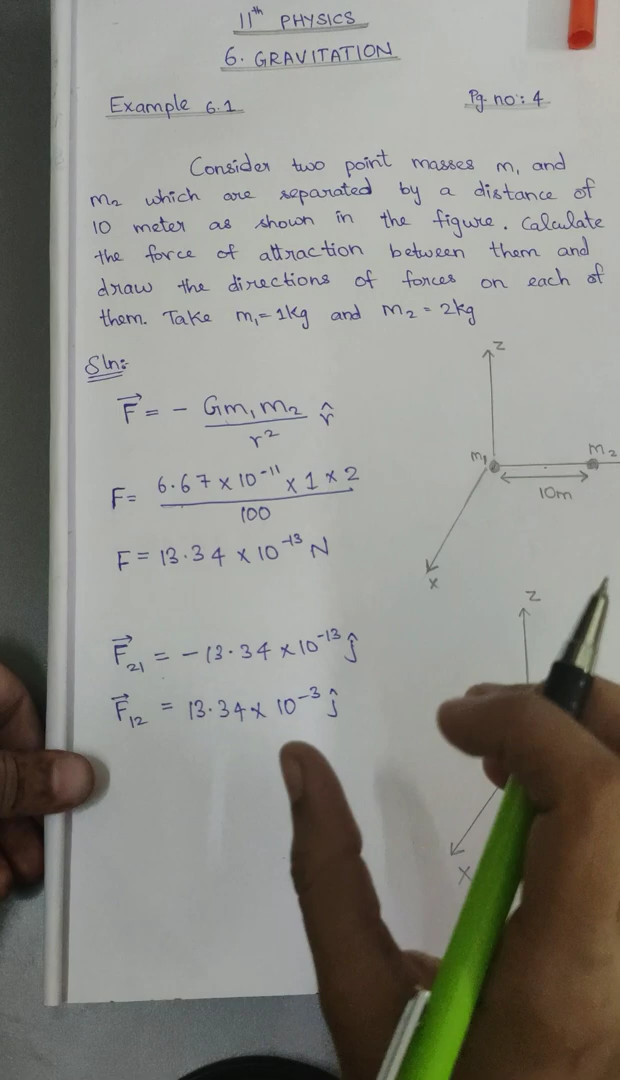 11th PHYSICS
6. GRAVITATION
Example 6.1 Pg. no: 4
Consider two point masses m, and
m2 which are separated by a distance of
10 meter as shown in the figure. Calculate
the force of attraction between them and
draw the directions of forces on each of
them. Take m1=1kg and m2=2kg
Sln:-
F⃗ = - Gm1m2/r² r̂
F= 6.67 x 10⁻¹¹ x 1 x 2 / 100
F = 13.34 x 10⁻¹³ N
F⃗21 = -13.34 x 10⁻¹³ ĵ
F⃗12 = 13.34 x 10⁻³ ĵ
z
m1 m2
10m
x
z
x